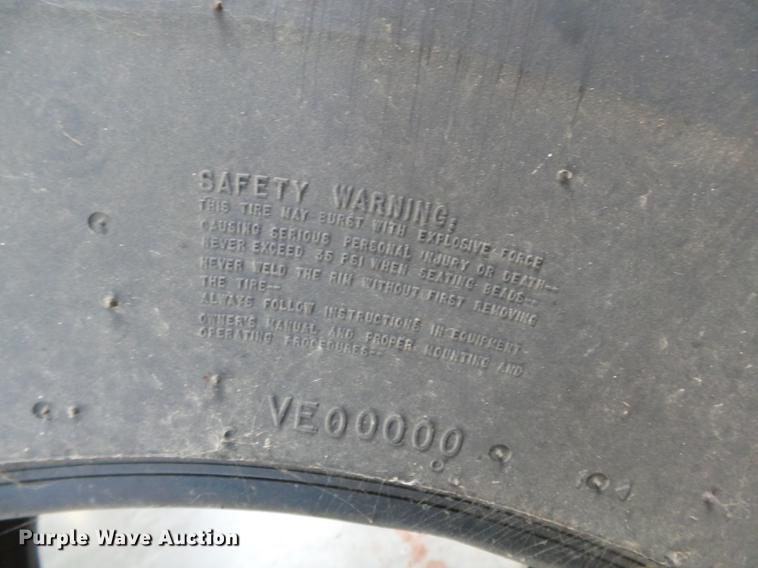 SAFETY WARNING:
THIS TIRE MAY BURST WITH EXPLOSIVE FORCE
CAUSING SERIOUS PERSONAL INJURY OR DEATH--
NEVER EXCEED 35 PSI WHEN SEATING BEADS--
NEVER WELD THE RIM WITHOUT FIRST REMOVING
THE TIRE--
ALWAYS FOLLOW INSTRUCTIONS IN EQUIPMENT
OWNER'S MANUAL AND PROPER MOUNTING AND
OPERATING PROCEDURES--
VE00000
Purple Wave Auction